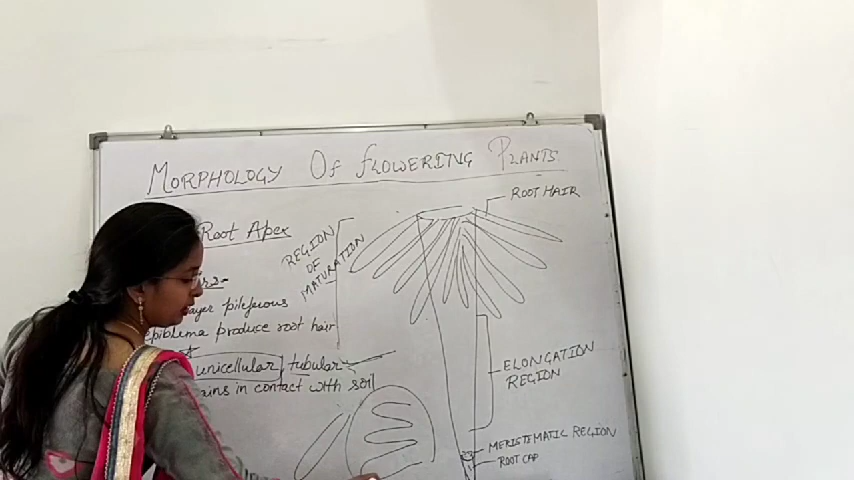 MORPHOLOGY OF FLOWERING PLANTS
Root Apex
ROOT HAIR
REGION
OF
MATURATION
layer piliferous
epiblema produce root hair
unicellular, tubular
in contact with soil
ELONGATION
REGION
MERISTEMATIC REGION
ROOT CAP